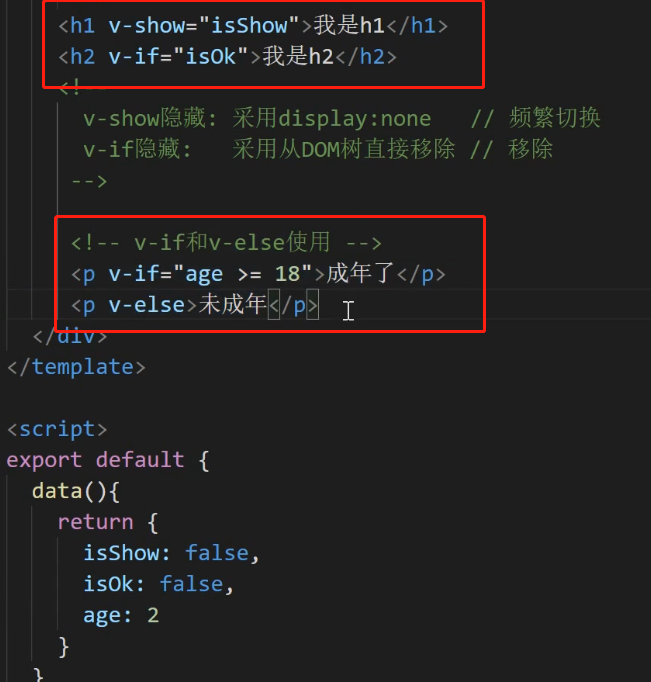 <h1 v-show="isShow">我是h1</h1>
<h2 v-if="isOk">我是h2</h2>
<!--
v-show隐藏: 采用display:none // 频繁切换
v-if隐藏: 采用从DOM树直接移除 // 移除
-->
<!-- v-if和v-else使用 -->
<p v-if="age >= 18">成年了</p>
<p v-else>未成年</p>
</div>
</template>
<script>
export default {
data(){
return {
isShow: false,
isOk: false,
age: 2
}
}